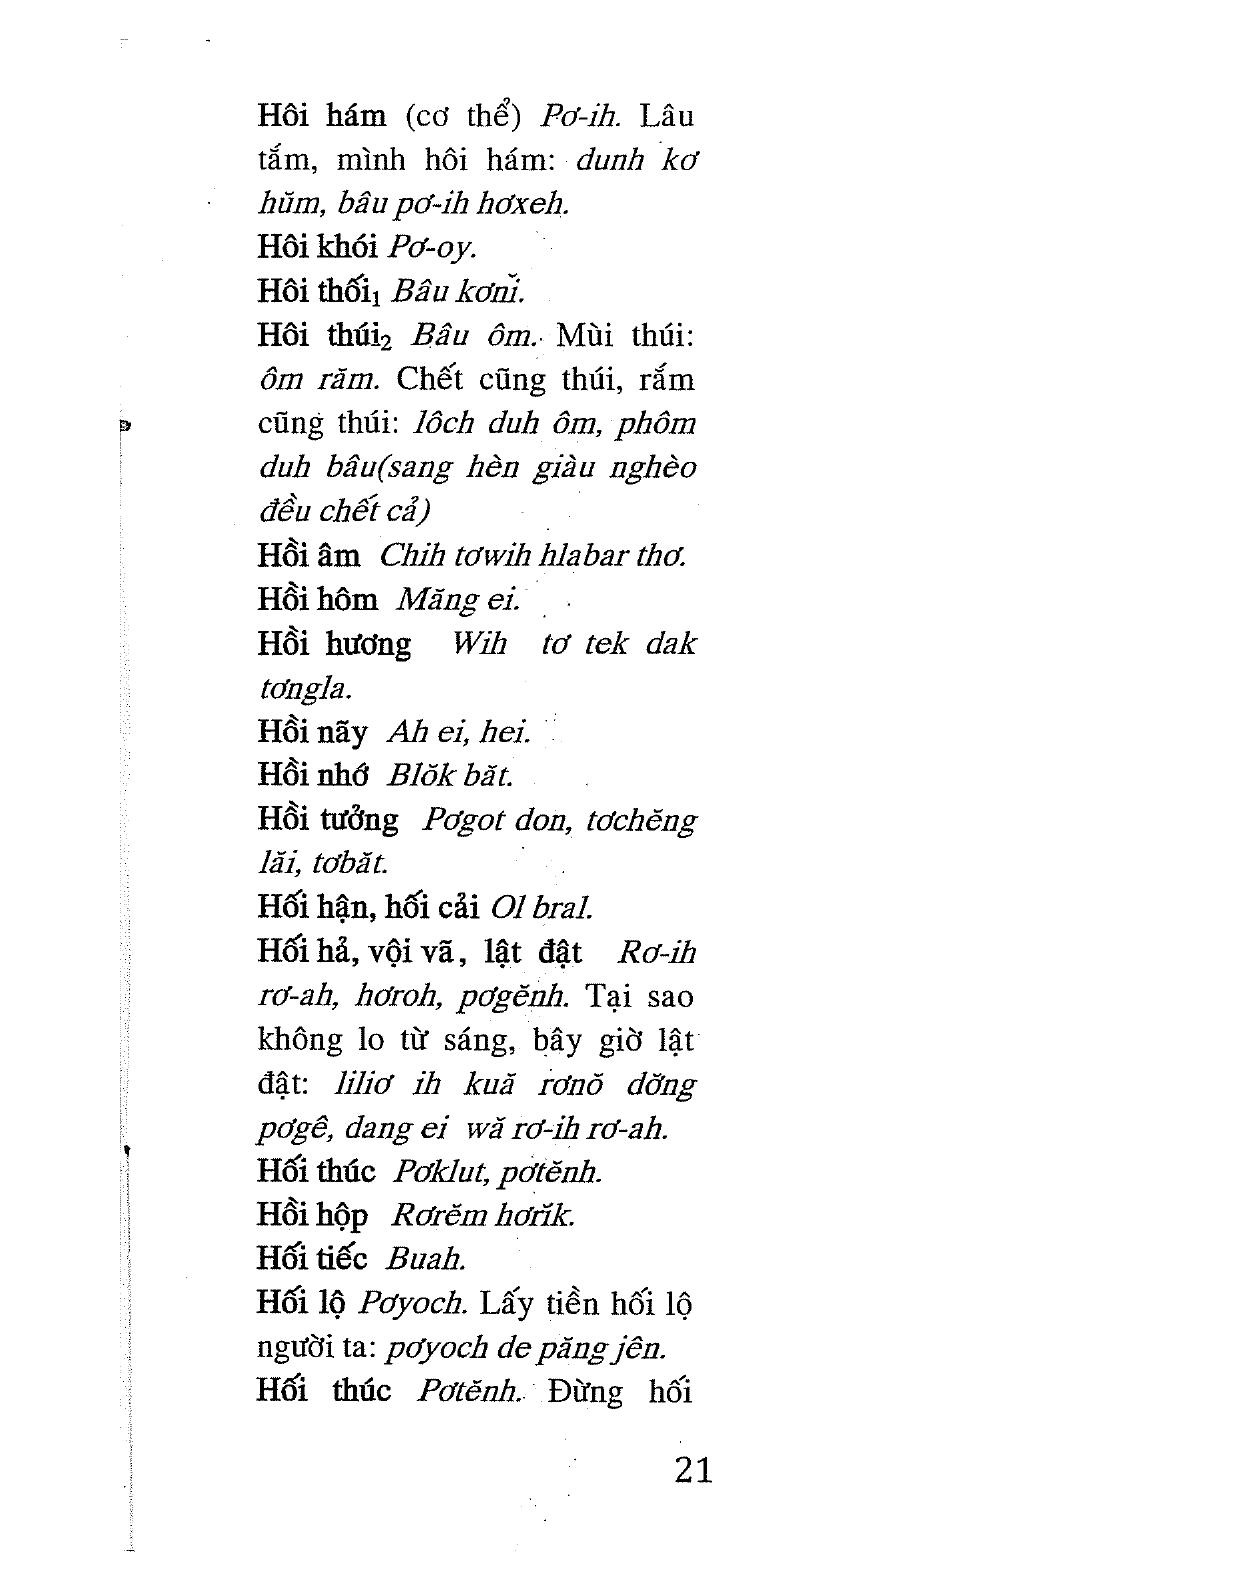 Hôi hám (cơ thể) Pơ-ih. Lâu
tắm, mình hôi hám: dunh kơ
hŭm, bâu pơ-ih hơxeh.
Hôi khói Pơ-oy.
Hôi thối₁ Bâu kơnĭ.
Hôi thúi₂ Bâu ôm. Mùi thúi:
ôm răm. Chết cũng thúi, rắm
cũng thúi: lôch duh ôm, phôm
duh bâu(sang hèn giàu nghèo
đều chết cả)
Hồi âm Chih tơwih hlabar thơ.
Hồi hôm Măng ei.
Hồi hương Wih tơ tek dak
tơngla.
Hồi nãy Ah ei, hei.
Hồi nhớ Blŏk băt.
Hồi tưởng Pơgot don, tơchĕng
lăi, tơbăt.
Hối hận, hối cải Ol bral.
Hối hả, vội vã, lật đật Rơ-ih
rơ-ah, hơroh, pơgĕnh. Tại sao
không lo từ sáng, bây giờ lật
đật: liliơ ih kuă rơnŏ dơ̆ng
pơgê, dang ei wă rơ-ih rơ-ah.
Hối thúc Pơklut, pơtĕnh.
Hồi hộp Rơrĕm hơrĭk.
Hối tiếc Buah.
Hối lộ Pơyoch. Lấy tiền hối lộ
người ta: pơyoch de păng jên.
Hối thúc Pơtĕnh. Đừng hối
21